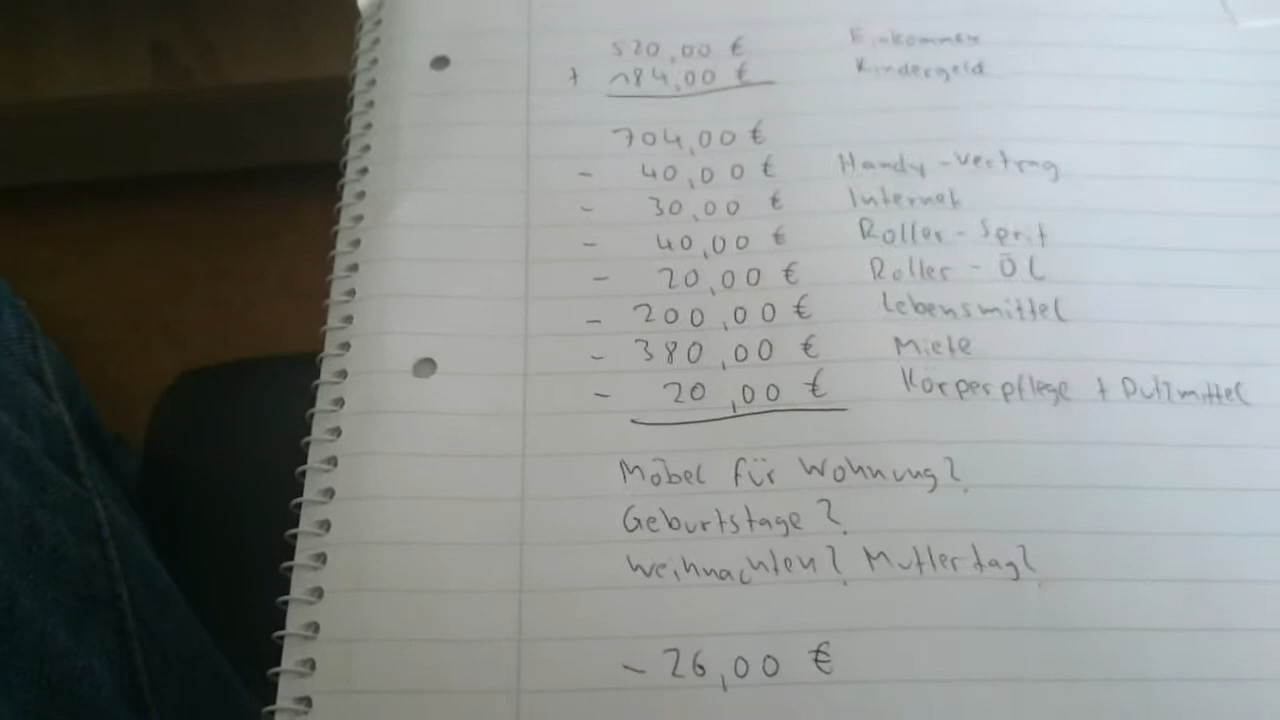 520,00 € Einkommen
+ 184,00 € Kindergeld
704,00 €
- 40,00 € Handy-Vertrag
- 30,00 € Internet
- 40,00 € Roller-Sprit
- 20,00 € Roller-ÖL
- 200,00 € Lebensmittel
- 380,00 € Miete
- 20,00 € Körperpflege + Putzmittel
Möbel für Wohnung?
Geburtstage?
Weihnachten? Muttertag?
- 26,00 €